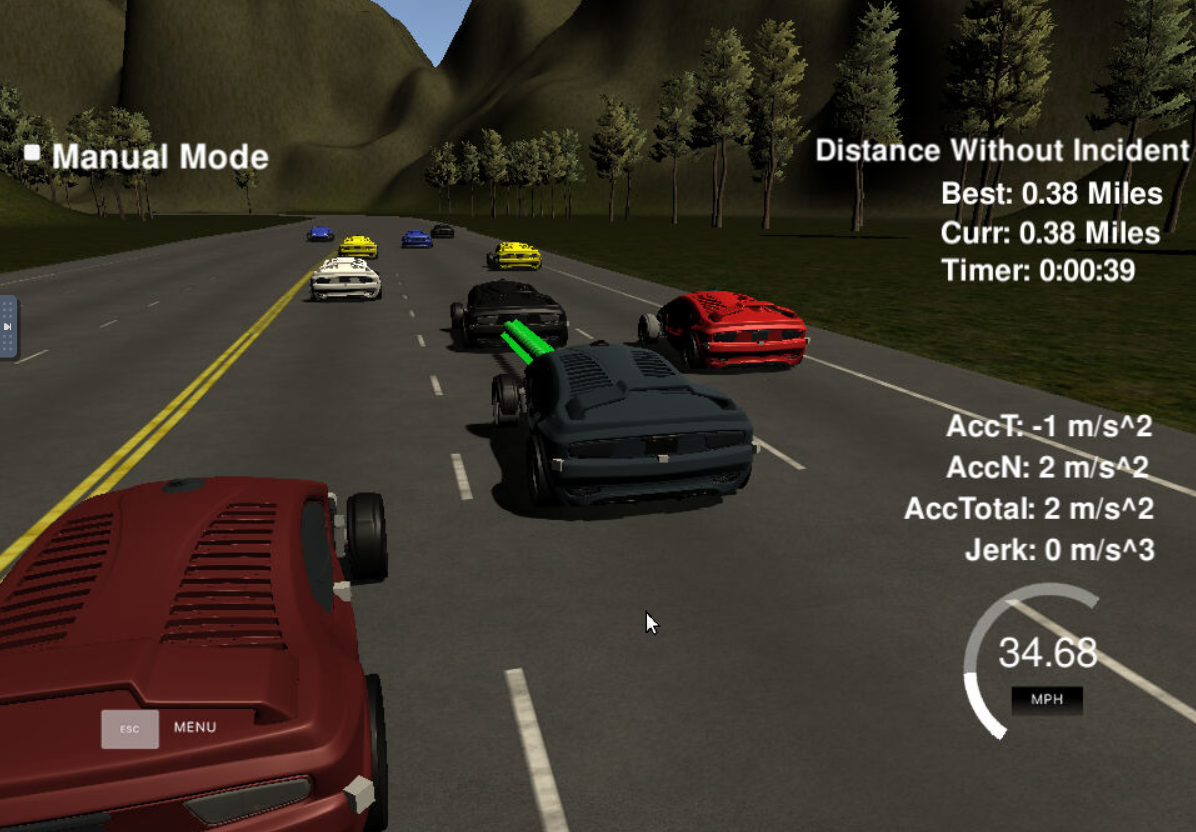 Manual Mode
Distance Without Incident
Best: 0.38 Miles
Curr: 0.38 Miles
Timer: 0:00:39
AccT: -1 m/s^2
AccN: 2 m/s^2
AccTotal: 2 m/s^2
Jerk: 0 m/s^3
34.68
MPH
ESC MENU